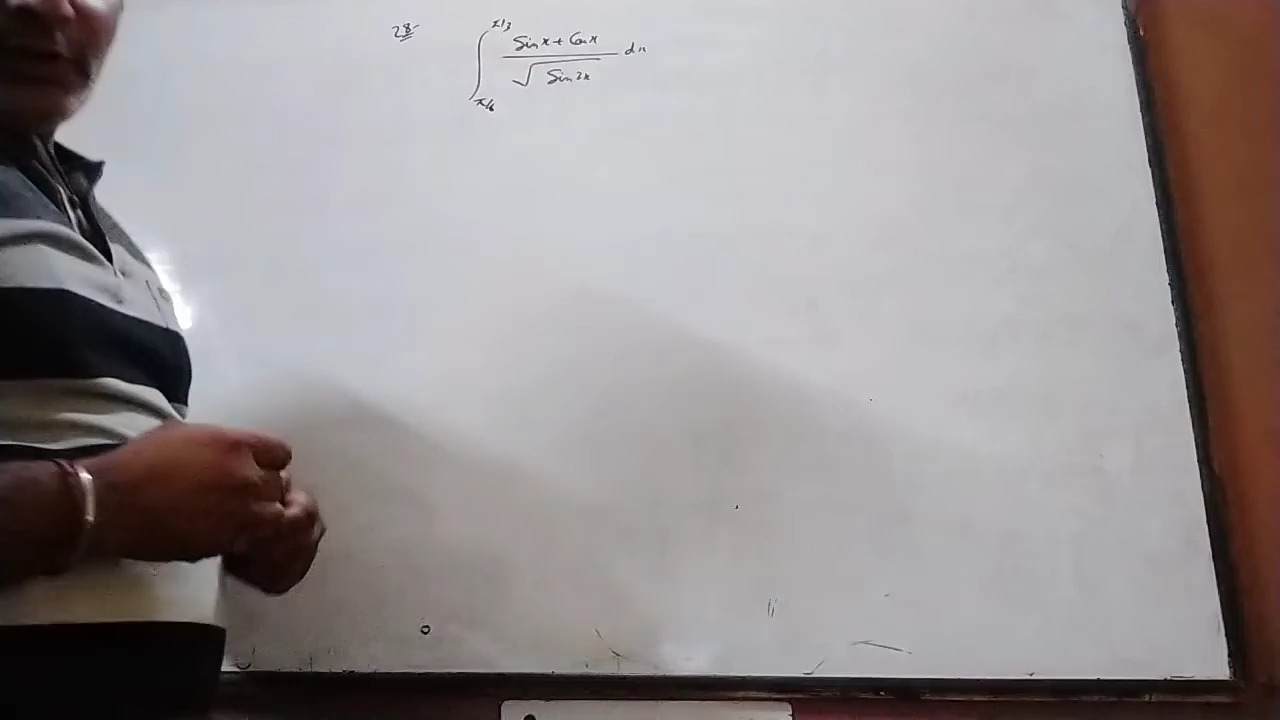 28
∫ π/3 Sin x + Cos x dx
π/6 √ Sin 2x